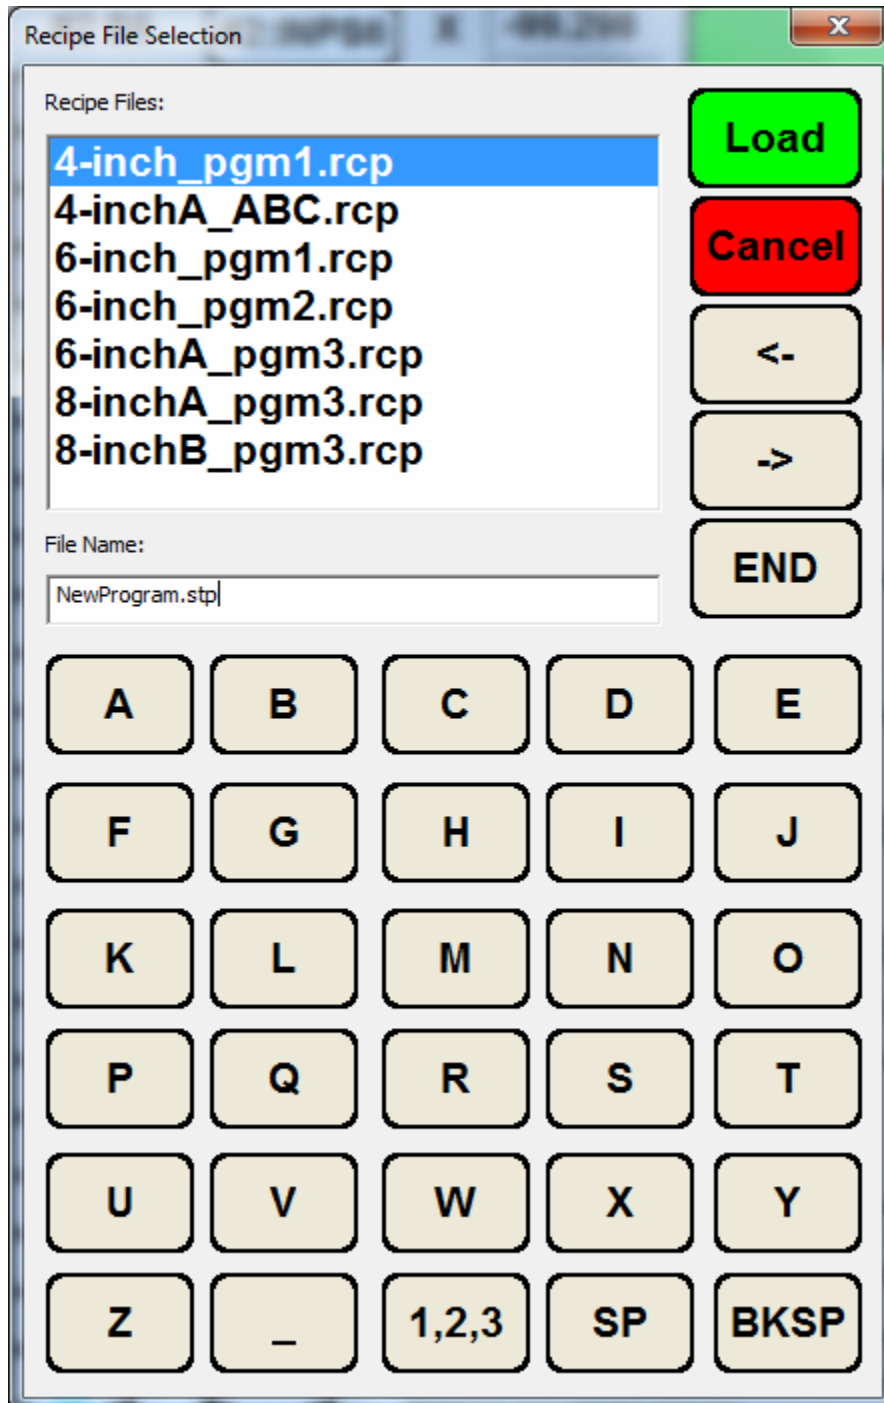 Recipe File Selection
X -99.250
Recipe Files:
4-inch_pgm1.rcp
4-inchA_ABC.rcp
6-inch_pgm1.rcp
6-inch_pgm2.rcp
6-inchA_pgm3.rcp
8-inchA_pgm3.rcp
8-inchB_pgm3.rcp
Load
Cancel
<-
->
END
File Name:
NewProgram.stp
A B C D E
F G H I J
K L M N O
P Q R S T
U V W X Y
Z _ 1,2,3 SP BKSP